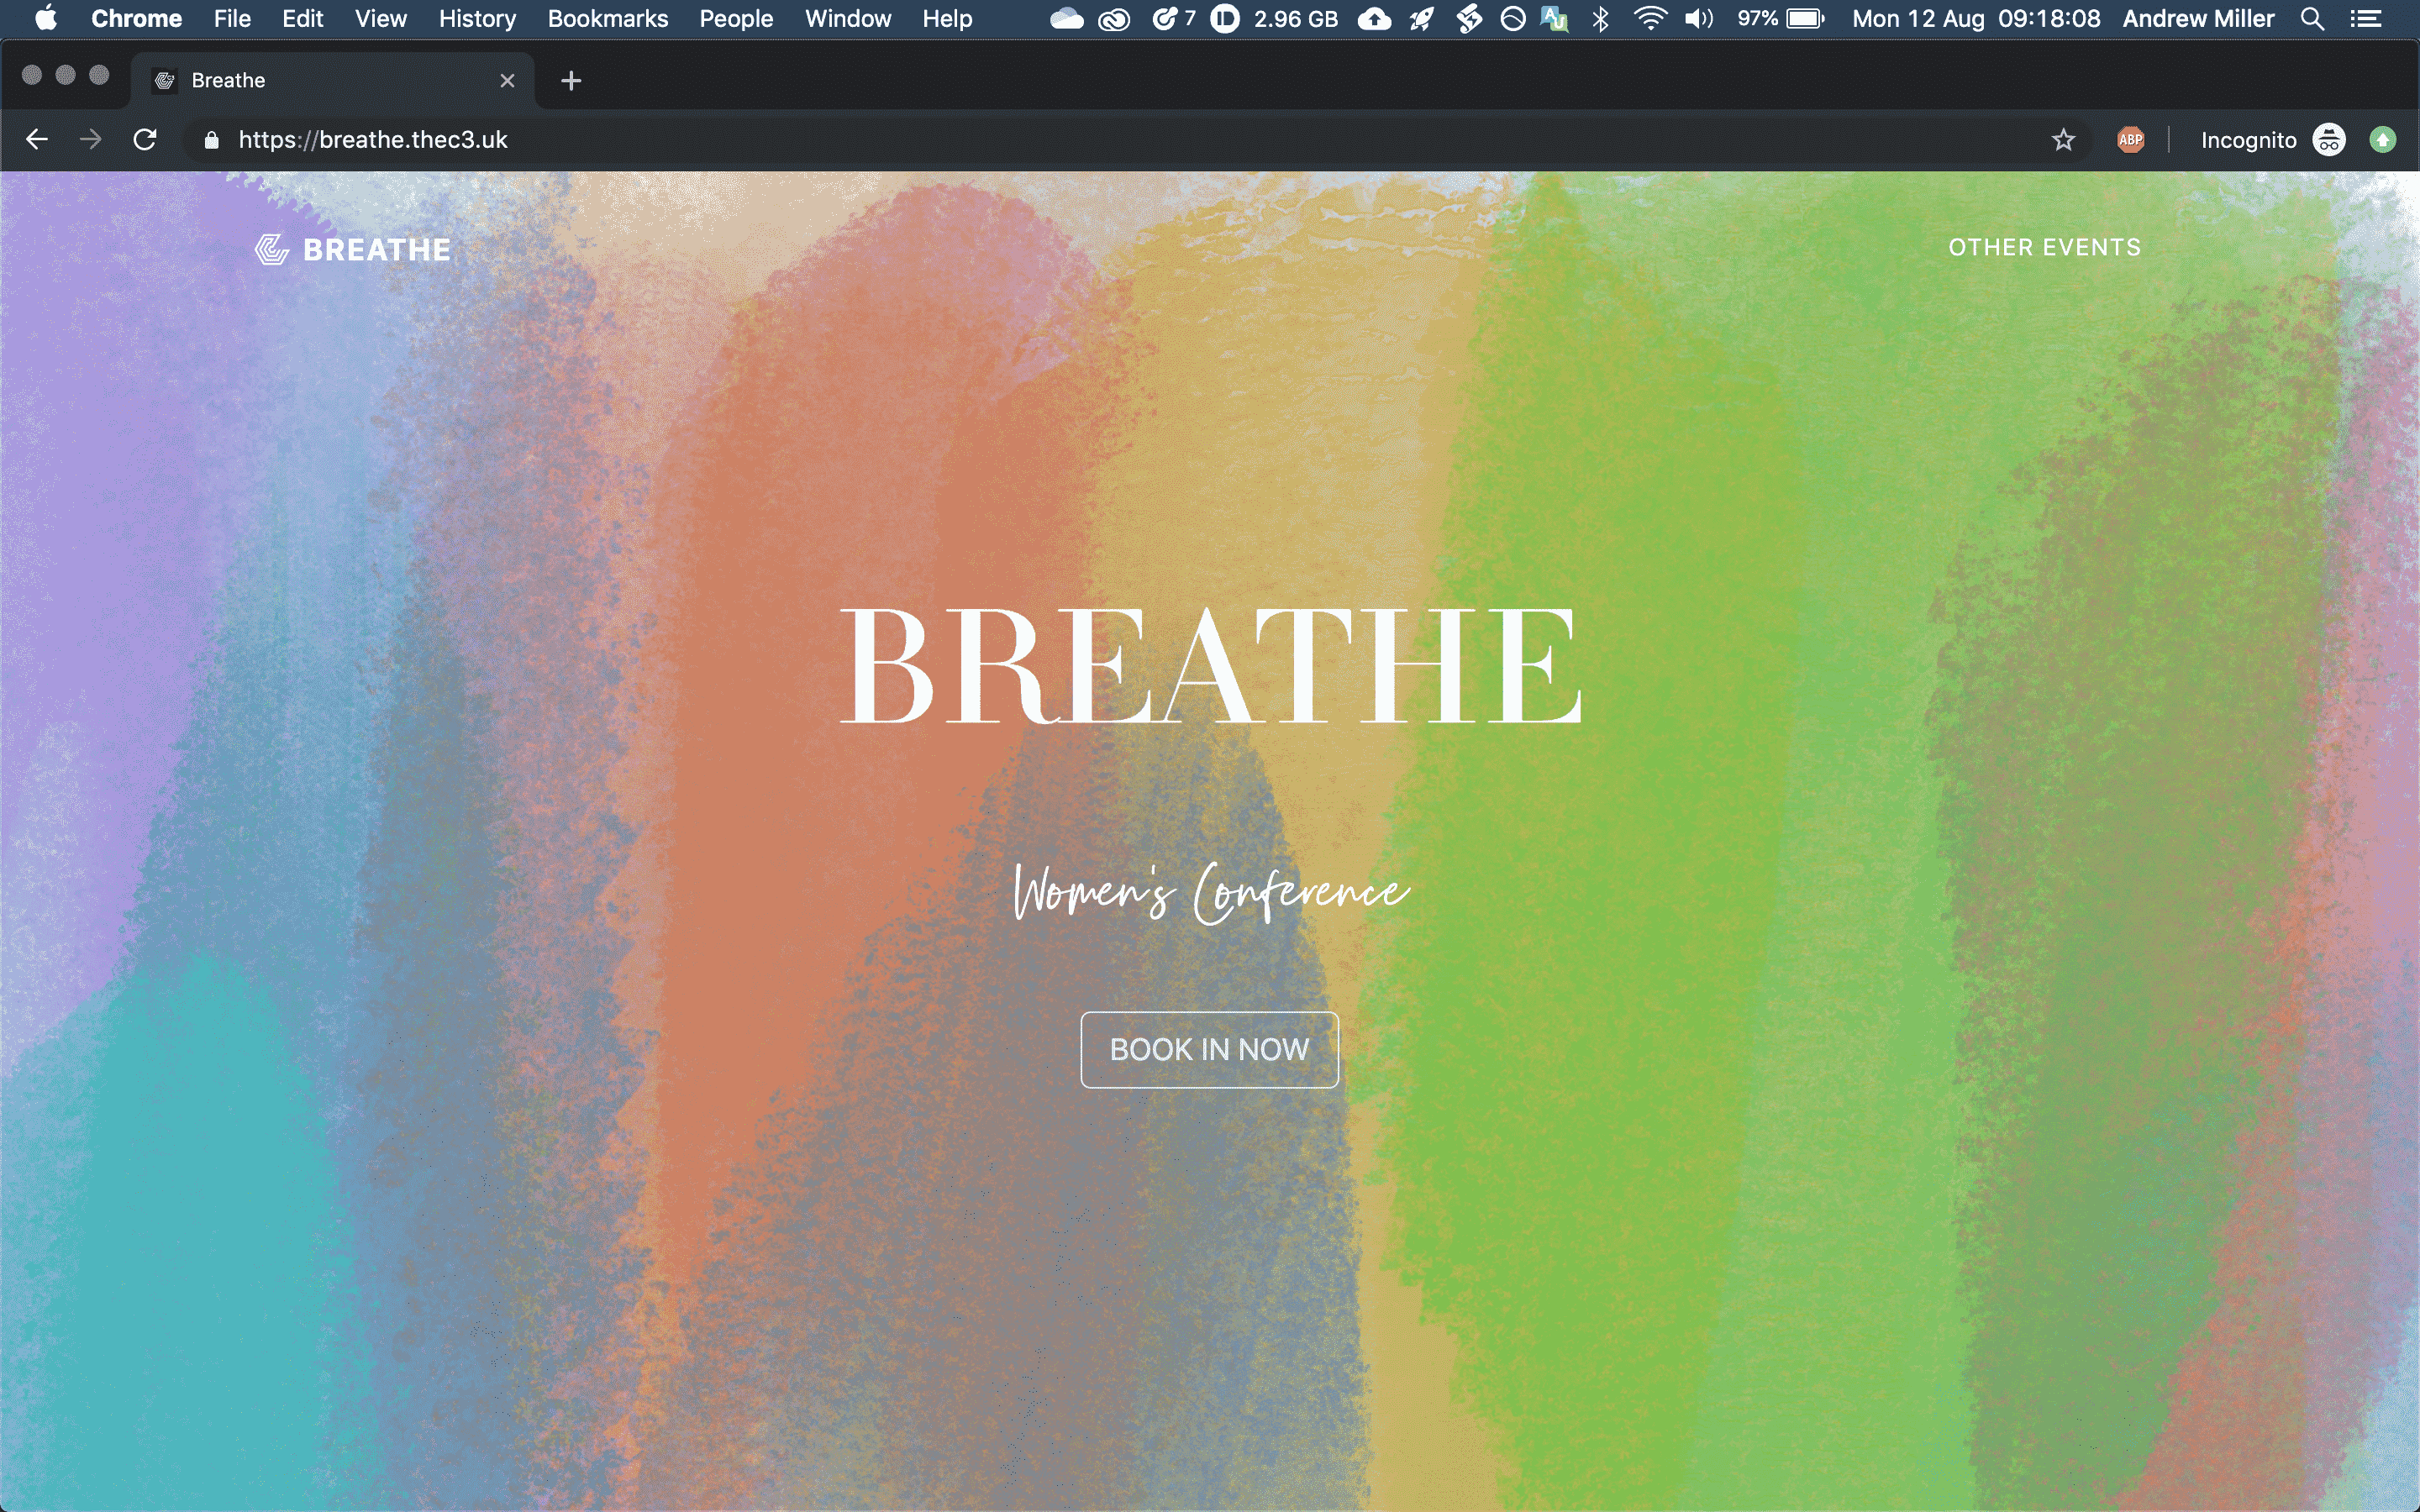 Chrome File Edit View History Bookmarks People Window Help 7 2.96 GB 97% Mon 12 Aug 09:18:08 Andrew Miller
Breathe
https://breathe.thec3.uk ABP Incognito
BREATHE OTHER EVENTS
BREATHE
Women's Conference
BOOK IN NOW